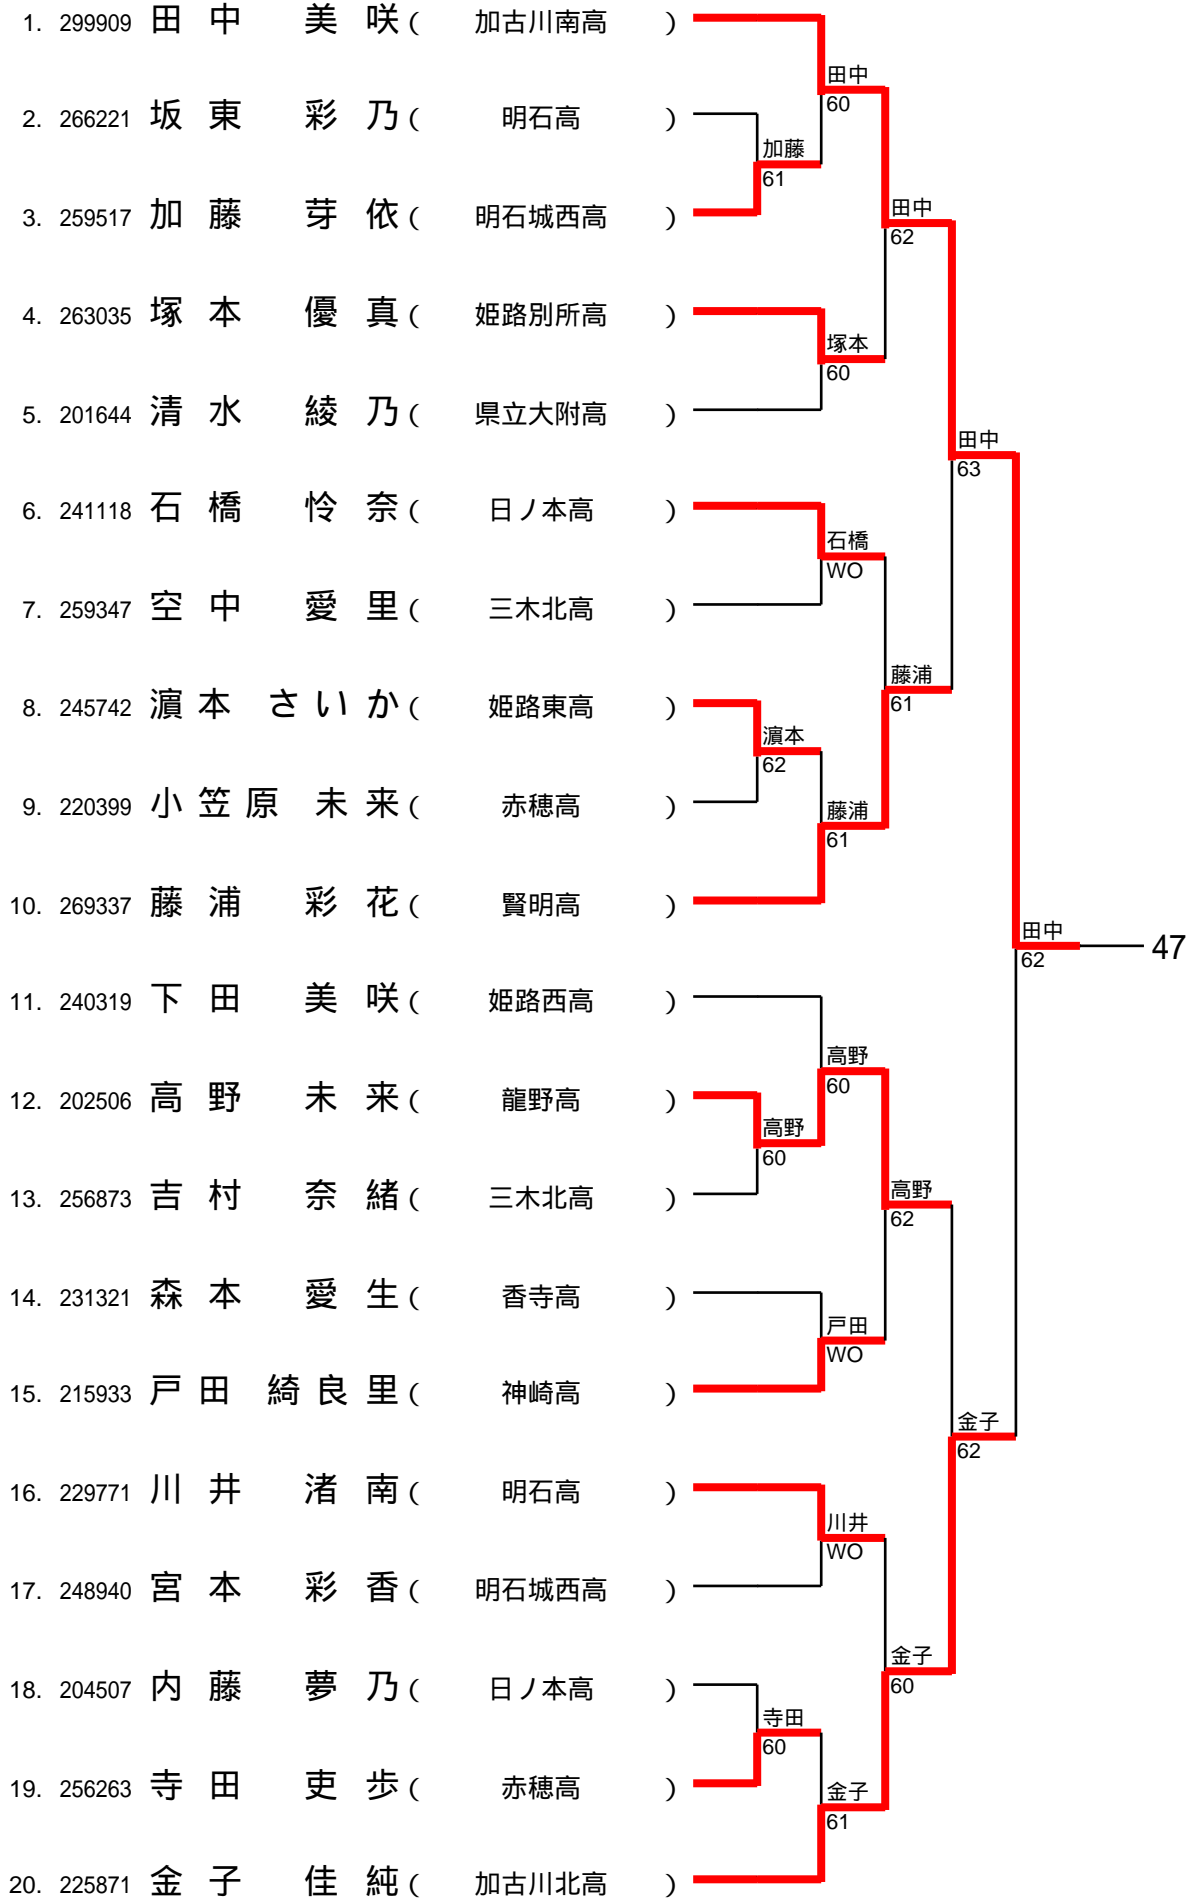 1. 299909 田中 美咲 ( 加古川南高 )
田中
60
2. 266221 坂東 彩乃 ( 明石高 )
加藤
61
3. 259517 加藤 芽依 ( 明石城西高 )
田中
62
4. 263035 塚本 優真 ( 姫路別所高 )
塚本
60
5. 201644 清水 綾乃 ( 県立大附高 )
田中
63
6. 241118 石橋 怜奈 ( 日ノ本高 )
石橋
WO
7. 259347 空中 愛里 ( 三木北高 )
藤浦
61
8. 245742 濵本 さいか ( 姫路東高 )
濵本
62
9. 220399 小笠原 未来 ( 赤穂高 )
藤浦
61
10. 269337 藤浦 彩花 ( 賢明高 )
田中
62
47
11. 240319 下田 美咲 ( 姫路西高 )
高野
60
12. 202506 高野 未来 ( 龍野高 )
高野
60
13. 256873 吉村 奈緒 ( 三木北高 )
高野
62
14. 231321 森本 愛生 ( 香寺高 )
戸田
WO
15. 215933 戸田 綺良里 ( 神崎高 )
金子
62
16. 229771 川井 渚南 ( 明石高 )
川井
WO
17. 248940 宮本 彩香 ( 明石城西高 )
金子
60
18. 204507 内藤 夢乃 ( 日ノ本高 )
寺田
60
19. 256263 寺田 吏歩 ( 赤穂高 )
金子
61
20. 225871 金子 佳純 ( 加古川北高 )